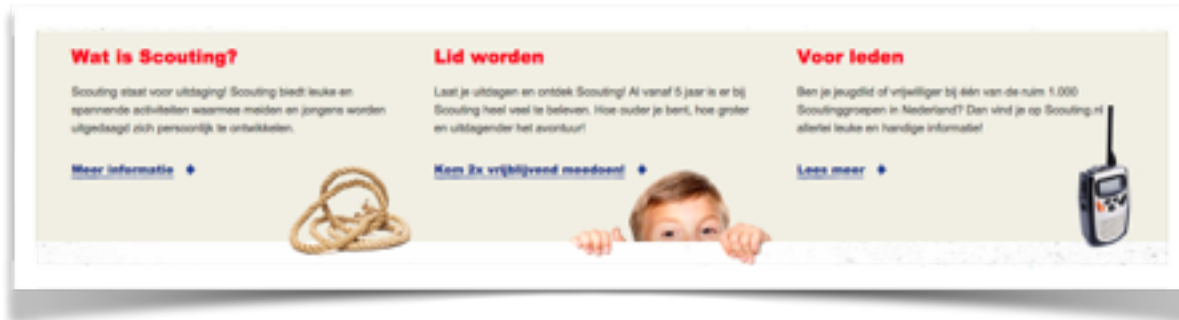 Wat is Scouting?
Scouting staat voor uitdaging! Scouting biedt leuke en
spannende activiteiten waarmee meiden en jongens worden
uitgedaagd zich persoonlijk te ontwikkelen.
Meer informatie
Lid worden
Laat je uitdagen en ontdek Scouting! Al vanaf 5 jaar is er bij
Scouting heel veel te beleven. Hoe ouder je bent, hoe groter
en uitdagender het avontuur!
Kom 2x vrijblijvend meedoen!
Voor leden
Ben je jeugdlid of vrijwilliger bij één van de ruim 1.000
Scoutinggroepen in Nederland? Dan vind je op Scouting.nl
allerlei leuke en handige informatie!
Lees meer